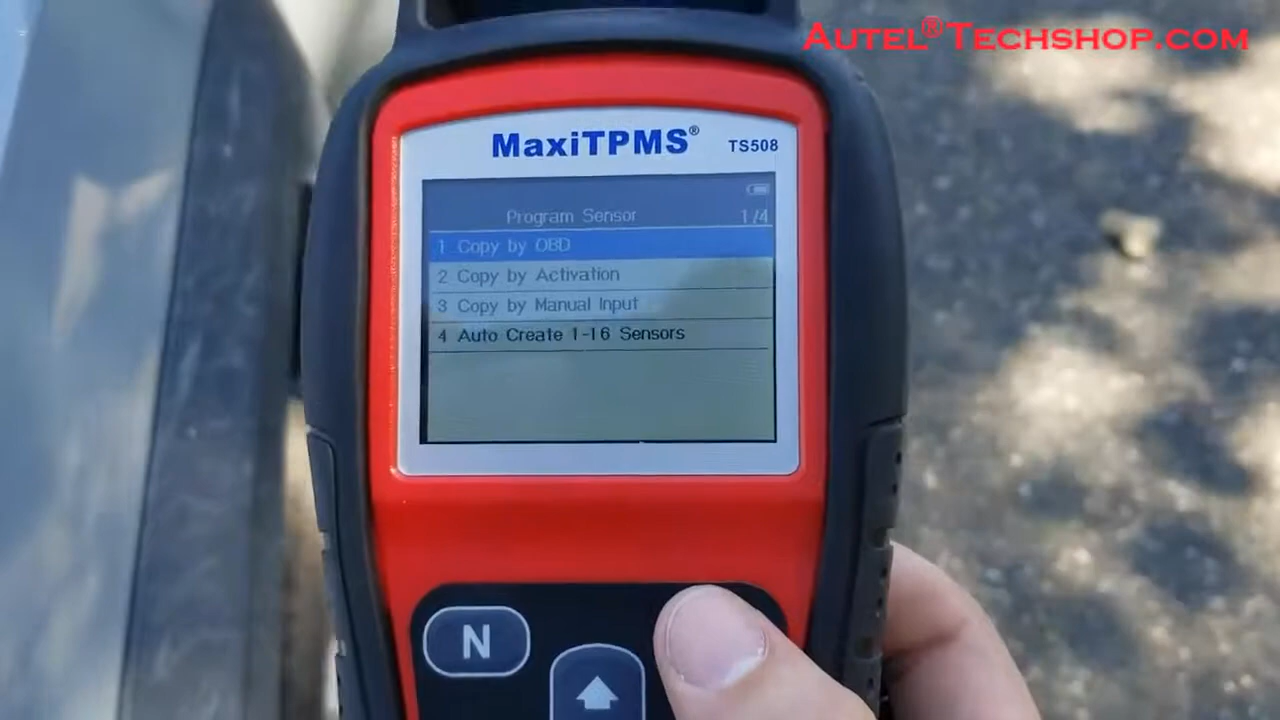 Autel®Techshop.com
MaxiTPMS® TS508
Program Sensor 1/4
1 Copy by OBD
2 Copy by Activation
3 Copy by Manual Input
4 Auto Create 1-16 Sensors
N